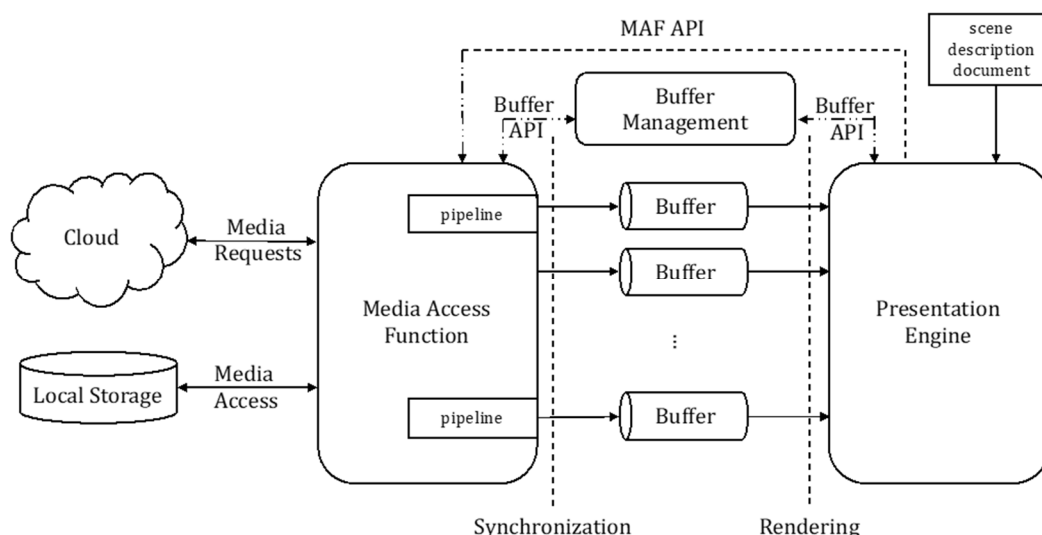 MAF API
scene
description
document
Buffer
API
Buffer
Management
Buffer
API
Cloud
Media
Requests
pipeline
Buffer
Buffer
Media Access
Function
...
Presentation
Engine
Local Storage
Media
Access
pipeline
Buffer
Synchronization
Rendering